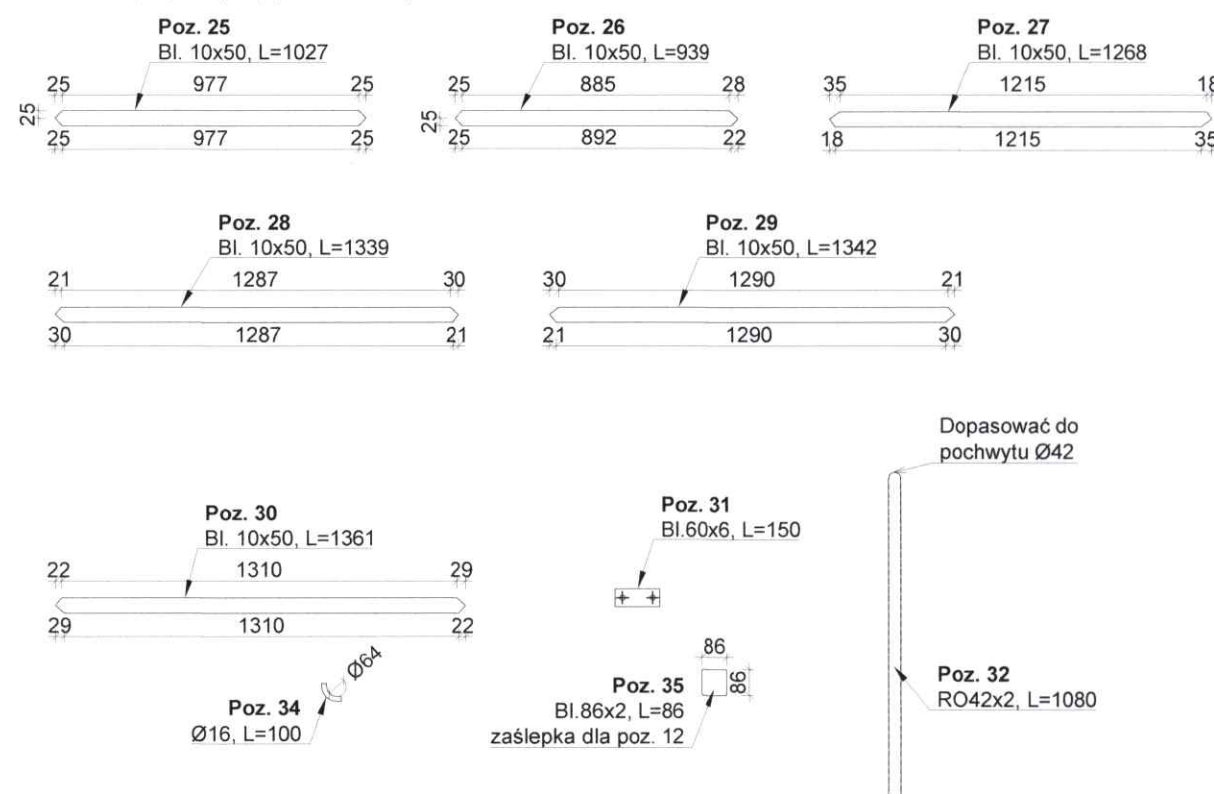 Poz. 25
Bl. 10x50, L=1027
25 977 25
25
25 977 25
Poz. 26
Bl. 10x50, L=939
25 885 28
25
25 892 22
Poz. 27
Bl. 10x50, L=1268
35 1215 18
18 1215 35
Poz. 28
Bl. 10x50, L=1339
21 1287 30
30 1287 21
Poz. 29
Bl. 10x50, L=1342
30 1290 21
21 1290 30
Dopasować do
pochwytu Ø42
Poz. 30
Bl. 10x50, L=1361
22 1310 29
29 1310 22
Poz. 31
Bl.60x6, L=150
Ø64
Poz. 34
Ø16, L=100
86
86
Poz. 35
Bl.86x2, L=86
zaślepka dla poz. 12
Poz. 32
RO42x2, L=1080